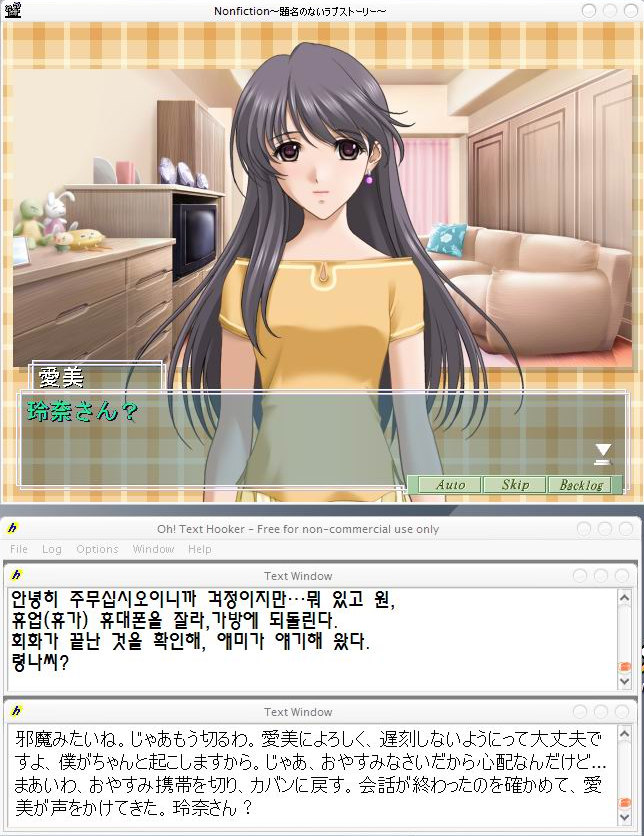 Nonfiction～題名のないラブストーリー～
愛美
玲奈さん？
Auto Skip Backlog
Oh! Text Hooker - Free for non-commercial use only
File Log Options Window Help
Text Window
안녕히 주무십시오이니까 걱정이지만…뭐 있고 원,
휴업(휴가) 휴대폰을 잘라,가방에 되돌린다.
회화가 끝난 것을 확인해, 애미가 얘기해 왔다.
령나씨?
Text Window
邪魔みたいね。じゃあもう切るわ。愛美によろしく、遅刻しないようにって大丈夫で
すよ、僕がちゃんと起こしますから。じゃあ、おやすみなさいだから心配なんだけど…
まあいわ、おやすみ携帯を切り、カバンに戻す。会話が終わったのを確かめて、愛
美が声をかけてきた。玲奈さん？